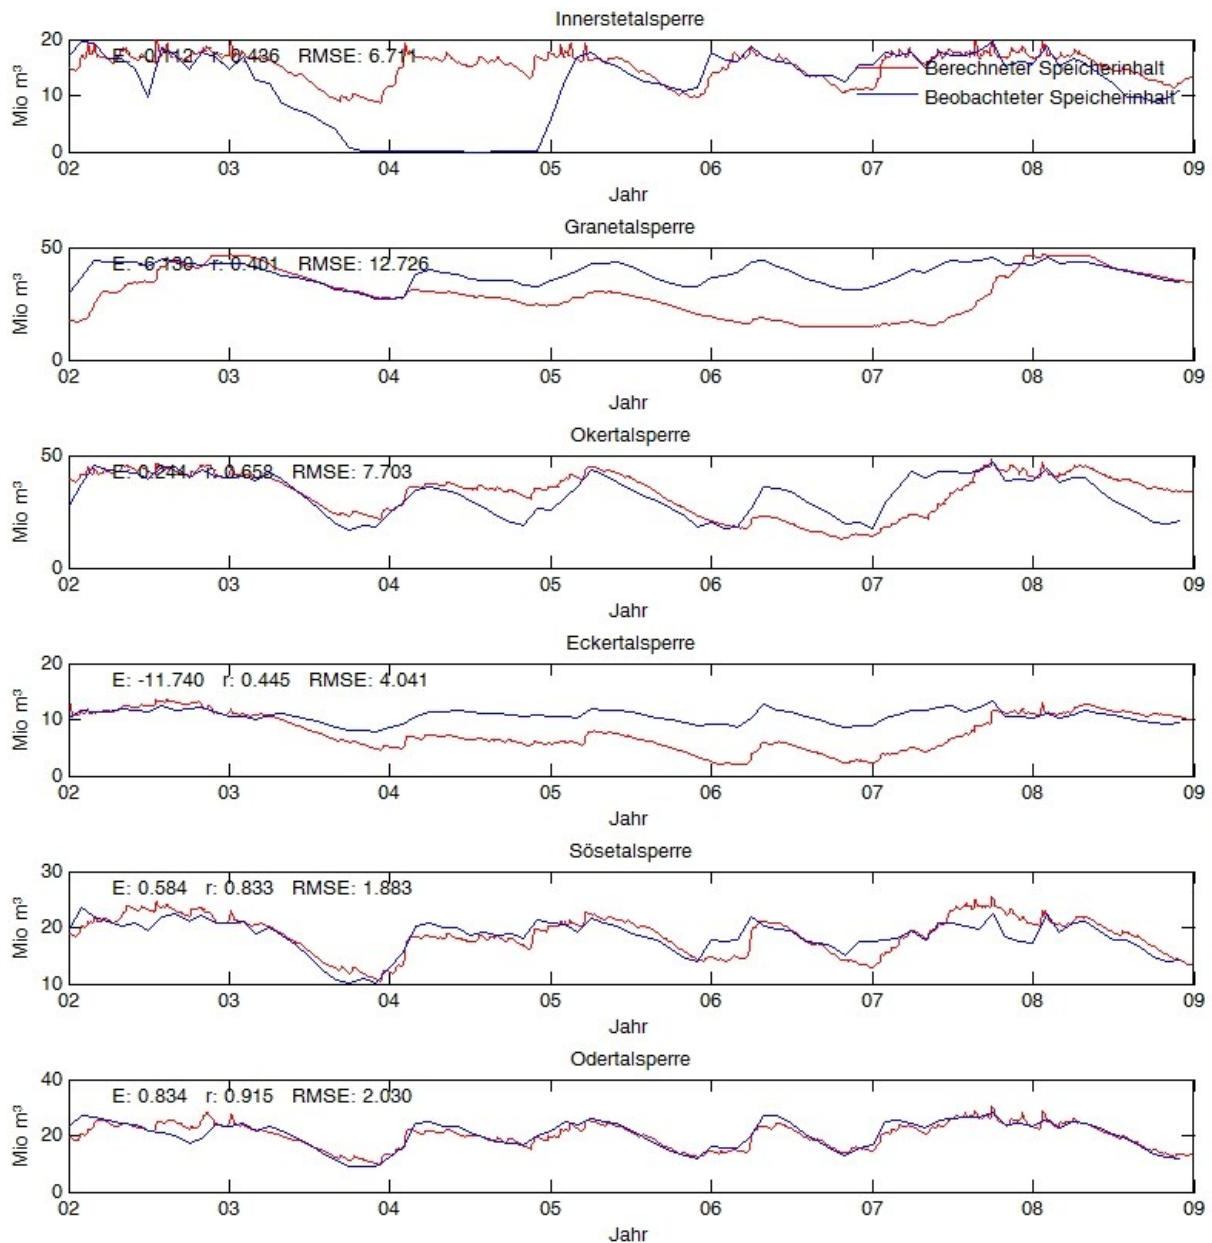 Innerstetalsperre
Mio m³
20
10
0
E: -0.112 r: 0.436 RMSE: 6.711
Berechneter Speicherinhalt
Beobachteter Speicherinhalt
02 03 04 05 06 07 08 09
Jahr
Granetalsperre
Mio m³
50
0
E: -6.139 r: 0.401 RMSE: 12.726
02 03 04 05 06 07 08 09
Jahr
Okertalsperre
Mio m³
50
0
E: 0.244 r: 0.658 RMSE: 7.703
02 03 04 05 06 07 08 09
Jahr
Eckertalsperre
Mio m³
20
10
0
E: -11.740 r: 0.445 RMSE: 4.041
02 03 04 05 06 07 08 09
Jahr
Sösetalsperre
Mio m³
30
20
10
E: 0.584 r: 0.833 RMSE: 1.883
02 03 04 05 06 07 08 09
Jahr
Odertalsperre
Mio m³
40
20
0
E: 0.834 r: 0.915 RMSE: 2.030
02 03 04 05 06 07 08 09
Jahr